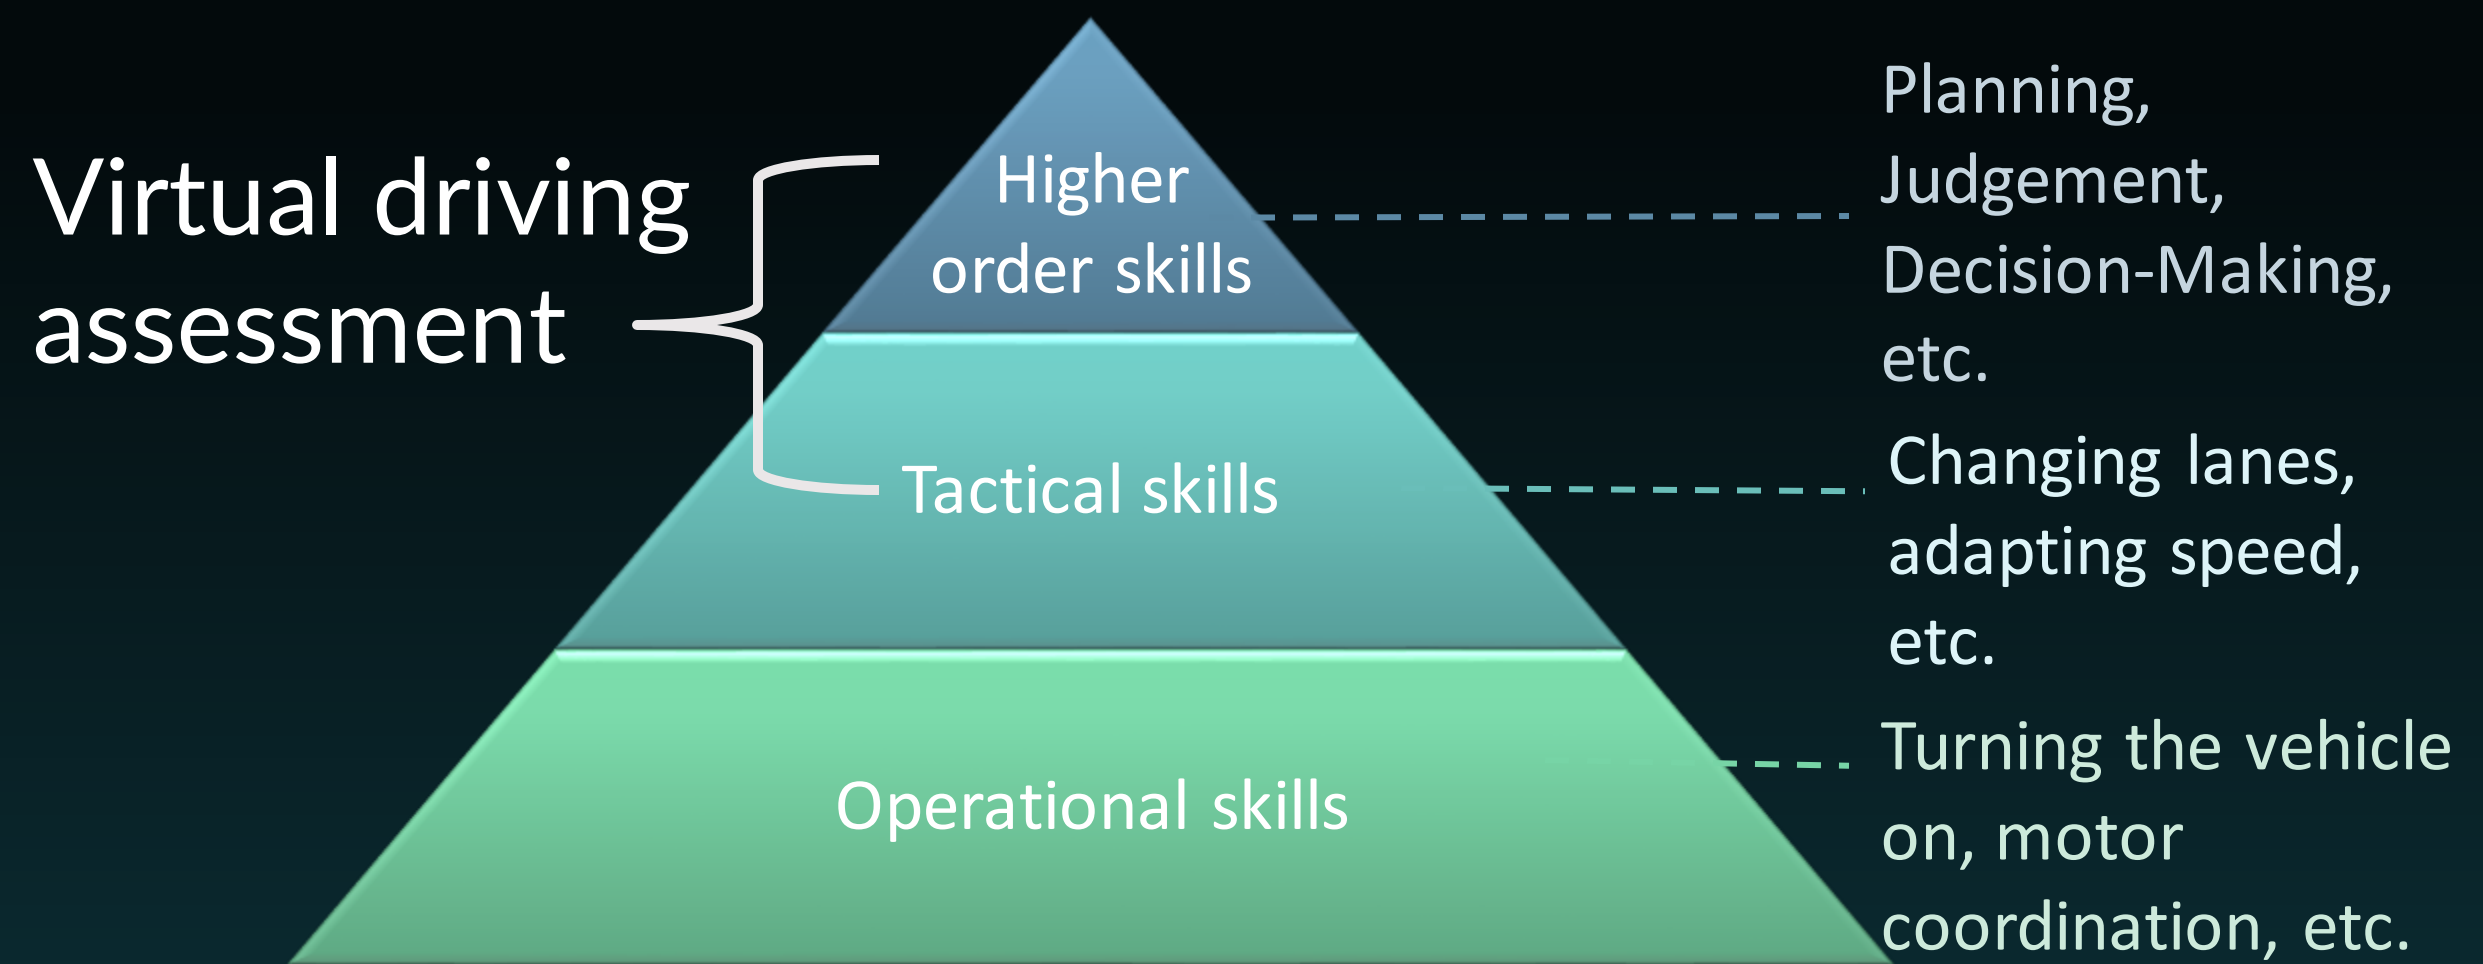 Virtual driving
assessment
Higher
order skills
Tactical skills
Operational skills
Planning,
Judgement,
Decision-Making,
etc.
Changing lanes,
adapting speed,
etc.
Turning the vehicle
on, motor
coordination, etc.